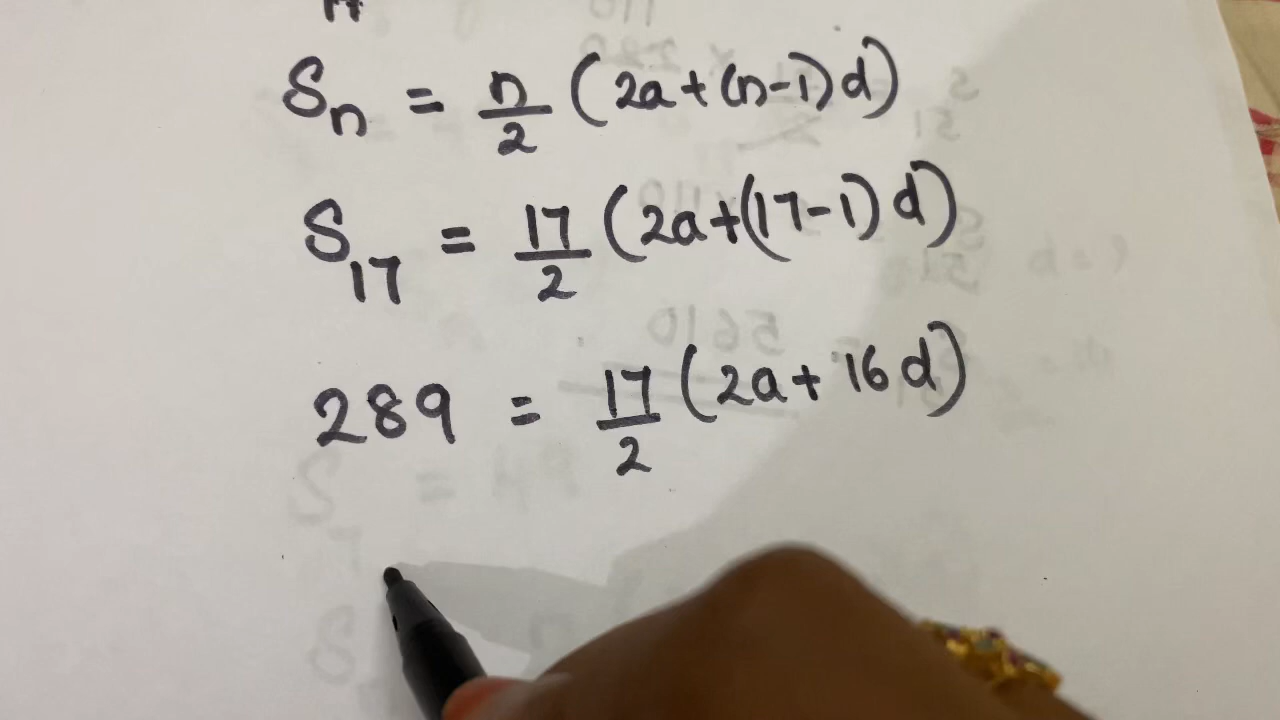 Sn = n/2 (2a+(n-1)d)
S17 = 17/2 (2a+(17-1)d)
289 = 17/2 (2a+16d)